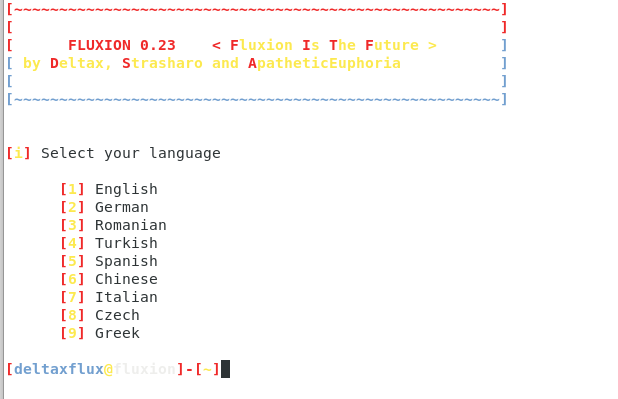 [~~~~~~~~~~~~~~~~~~~~~~~~~~~~~~~~~~~~~~~~~~~~~~~~~~~~~~]
[ ]
[ FLUXION 0.23 < Fluxion Is The Future > ]
[ by Deltax, Strasharo and ApatheticEuphoria ]
[ ]
[~~~~~~~~~~~~~~~~~~~~~~~~~~~~~~~~~~~~~~~~~~~~~~~~~~~~~~]
[i] Select your language
[1] English
[2] German
[3] Romanian
[4] Turkish
[5] Spanish
[6] Chinese
[7] Italian
[8] Czech
[9] Greek
[deltaxflux@fluxion]-[~]